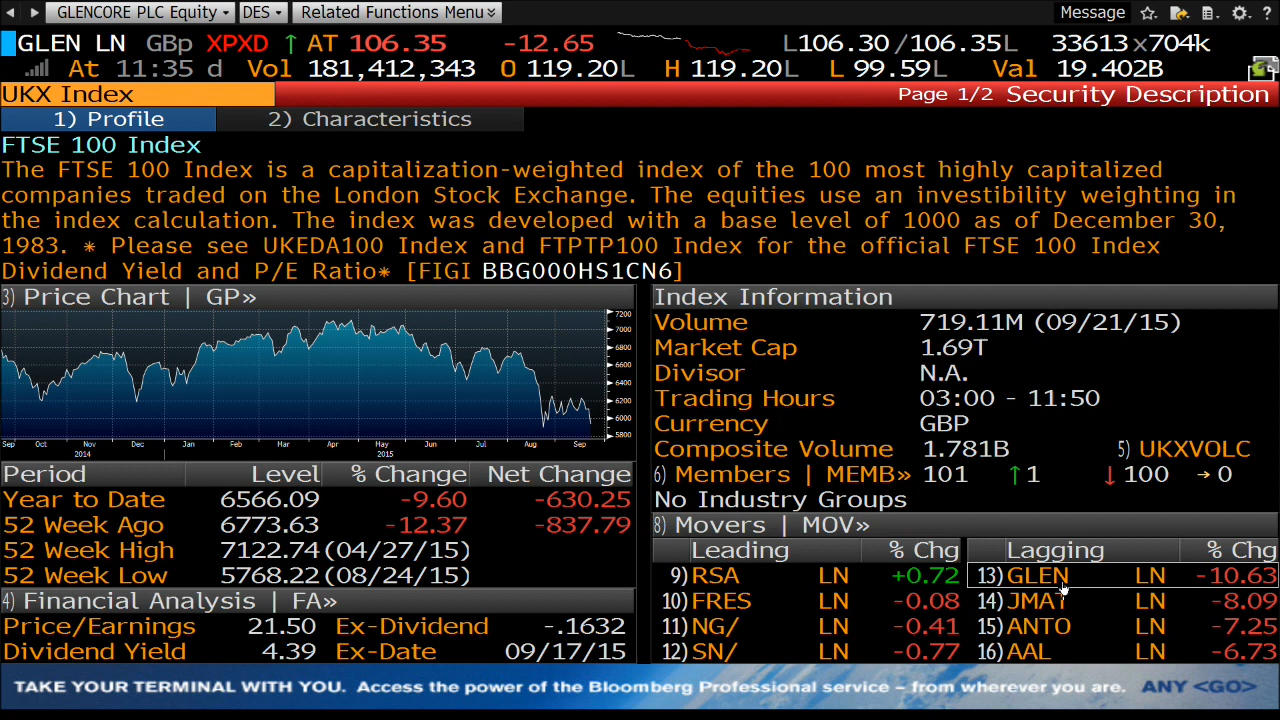 GLENCORE PLC Equity DES Related Functions Menu Message ?
GLEN LN GBp XPXD ↑ AT 106.35 -12.65 L106.30 /106.35L 33613 x704k
At 11:35 d Vol 181,412,343 O 119.20L H 119.20L L 99.59L Val 19.402B
UKX Index Page 1/2 Security Description
1) Profile 2) Characteristics
FTSE 100 Index
The FTSE 100 Index is a capitalization-weighted index of the 100 most highly capitalized
companies traded on the London Stock Exchange. The equities use an investibility weighting in
the index calculation. The index was developed with a base level of 1000 as of December 30,
1983. * Please see UKEDA100 Index and FTPTP100 Index for the official FTSE 100 Index
Dividend Yield and P/E Ratio* [FIGI BBG000HS1CN6]
3) Price Chart | GP»
7200
7000
6800
6600
6400
6200
6000
5800
Sep Oct Nov Dec Jan Feb Mar Apr May Jun Jul Aug Sep
2014 2015
Period Level % Change Net Change
Year to Date 6566.09 -9.60 -630.25
52 Week Ago 6773.63 -12.37 -837.79
52 Week High 7122.74 (04/27/15)
52 Week Low 5768.22 (08/24/15)
4) Financial Analysis | FA»
Price/Earnings 21.50 Ex-Dividend -.1632
Dividend Yield 4.39 Ex-Date 09/17/15
Index Information
Volume 719.11M (09/21/15)
Market Cap 1.69T
Divisor N.A.
Trading Hours 03:00 - 11:50
Currency GBP
Composite Volume 1.781B 5) UKXVOLC
6) Members | MEMB» 101 ↑1 ↓100 →0
No Industry Groups
8) Movers | MOV»
Leading % Chg Lagging % Chg
9) RSA LN +0.72 13) GLEN LN -10.63
10) FRES LN -0.08 14) JMAT LN -8.09
11) NG/ LN -0.41 15) ANTO LN -7.25
12) SN/ LN -0.77 16) AAL LN -6.73
TAKE YOUR TERMINAL WITH YOU. Access the power of the Bloomberg Professional service – from wherever you are. ANY <GO>